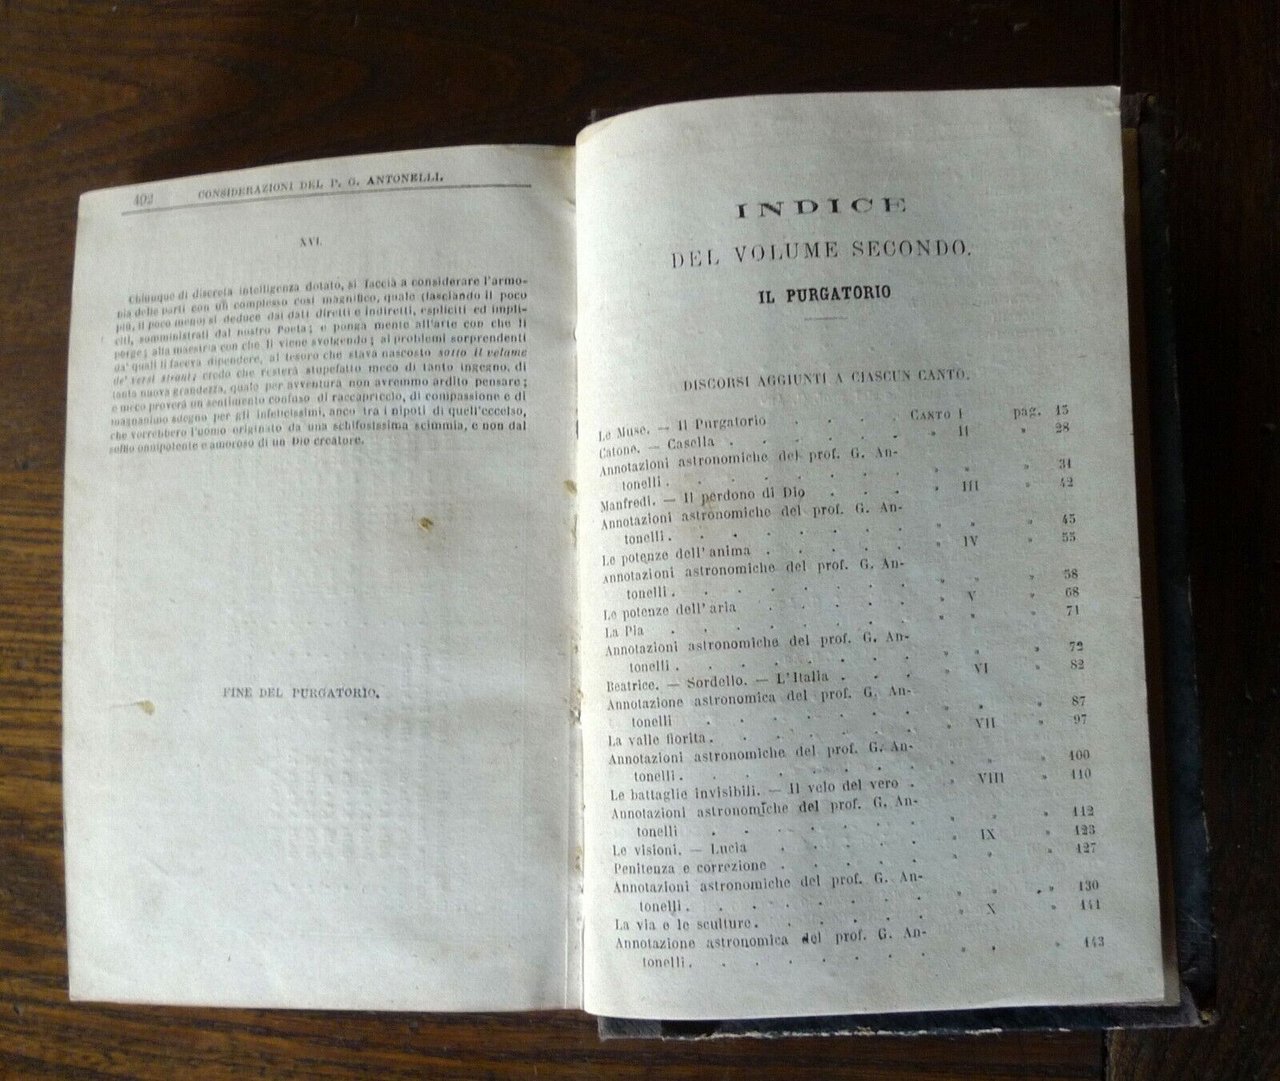 402 CONSIDERAZIONI DEL P. G. ANTONELLI.
XVI.
Chiunque di discreta intelligenza dotato, si faccia a considerare l'armo-
nia delle parti con un complesso così magnifico, quale (lasciando il poco
più, il poco meno) si deduce dai dati diretti e indiretti, espliciti ed impli-
citi, somministrati dal nostro Poeta; e ponga mente all'arte con che li
porge; alla maestria con che li viene svolgendo; ai problemi sorprendenti
da' quali li faceva dipendere, al tesoro che stava nascosto sotto il velame
de' versi strani; credo che resterà stupefatto meco di tanto ingegno, di
tanta nuova grandezza, quale per avventura non avremmo ardito pensare;
e meco proverà un sentimento confuso di raccapriccio, di compassione e di
magnanimo sdegno per gli infelicissimi, anco tra i nipoti di quell'eccelso,
che vorrebbero l'uomo originato da una schifosissima scimmia, e non dal
soffio onnipotente e amoroso di un Dio creatore.
FINE DEL PURGATORIO.
INDICE
DEL VOLUME SECONDO.
IL PURGATORIO
DISCORSI AGGIUNTI A CIASCUN CANTO.
Le Muse. — Il Purgatorio . . . Canto I pag. 15
Catone. — Casella . . . . . » II » 28
Annotazioni astronomiche del prof. G. An-
tonelli . . . . . . . » » » 31
Manfredi. — Il perdono di Dio . . . » III » 42
Annotazioni astronomiche del prof. G. An-
tonelli . . . . . . . » » » 45
Le potenze dell'anima . . . . . » IV » 55
Annotazioni astronomiche del prof. G. An-
tonelli . . . . . . . » » » 58
Le potenze dell'aria . . . . . » V » 68
La Pia . . . . . . . . » » » 71
Annotazioni astronomiche del prof. G. An-
tonelli . . . . . . . » » » 72
Beatrice. — Sordello. — L'Italia . . . » VI » 82
Annotazione astronomica del prof. G. An-
tonelli . . . . . . » » » 87
La valle fiorita . . . . . . » VII » 97
Annotazioni astronomiche del prof. G. An-
tonelli . . . . . . . » » » 100
Le battaglie invisibili. — Il velo del vero . » VIII » 110
Annotazioni astronomiche del prof. G. An-
tonelli . . . . . . » » » 112
Le visioni. — Lucia . . . . . » IX » 123
Penitenza e correzione . . . . . » » » 127
Annotazioni astronomiche del prof. G. An-
tonelli . . . . . . . » » » 130
La via e le sculture . . . . . . » X » 141
Annotazione astronomica del prof. G. An-
tonelli . . . . . . . » » » 143